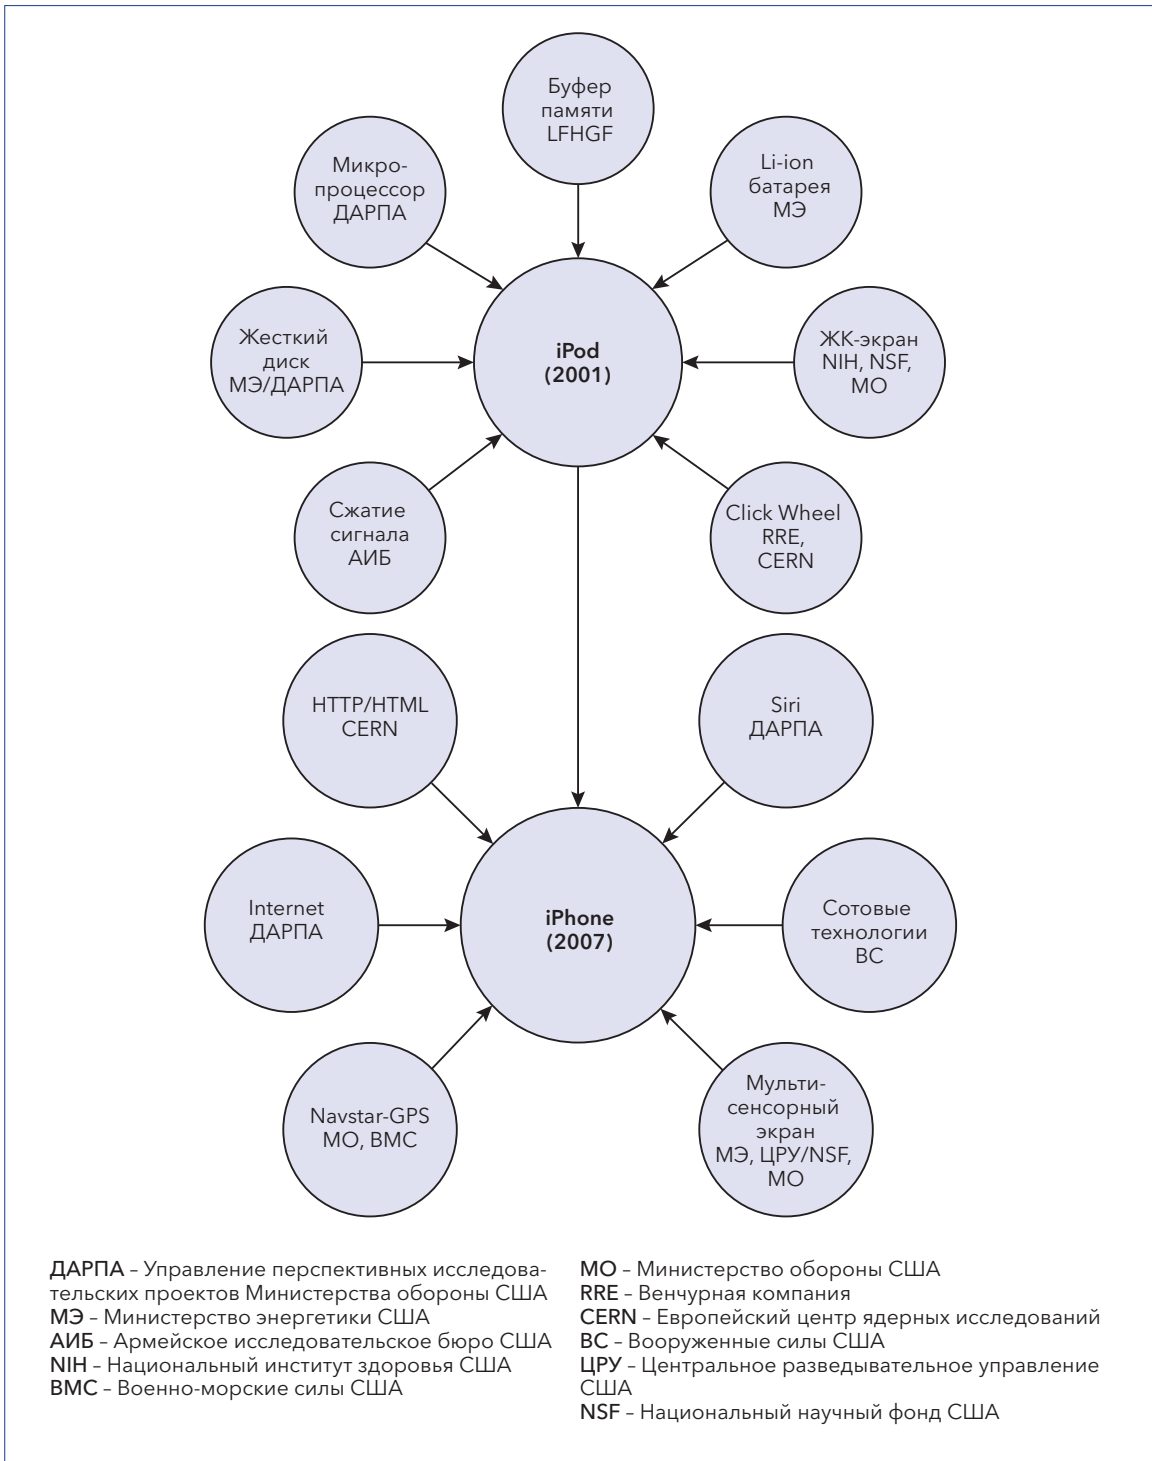 Буфер
памяти
LFHGF
Микро-
процессор
ДАРПА
Li-ion
батарея
МЭ
Жесткий
диск
МЭ/ДАРПА
iPod
(2001)
ЖК-экран
NIH, NSF,
МО
Сжатие
сигнала
АИБ
Click Wheel
RRE,
CERN
HTTP/HTML
CERN
Siri
ДАРПА
Internet
ДАРПА
iPhone
(2007)
Сотовые
технологии
ВС
Navstar-GPS
МО, ВМС
Мульти-
сенсорный
экран
МЭ, ЦРУ/NSF,
МО
ДАРПА – Управление перспективных исследова-
тельских проектов Министерства обороны США
МЭ – Министерство энергетики США
АИБ – Армейское исследовательское бюро США
NIH – Национальный институт здоровья США
ВМС – Военно-морские силы США
МО – Министерство обороны США
RRE – Венчурная компания
CERN – Европейский центр ядерных исследований
ВС – Вооруженные силы США
ЦРУ – Центральное разведывательное управление
США
NSF – Национальный научный фонд США